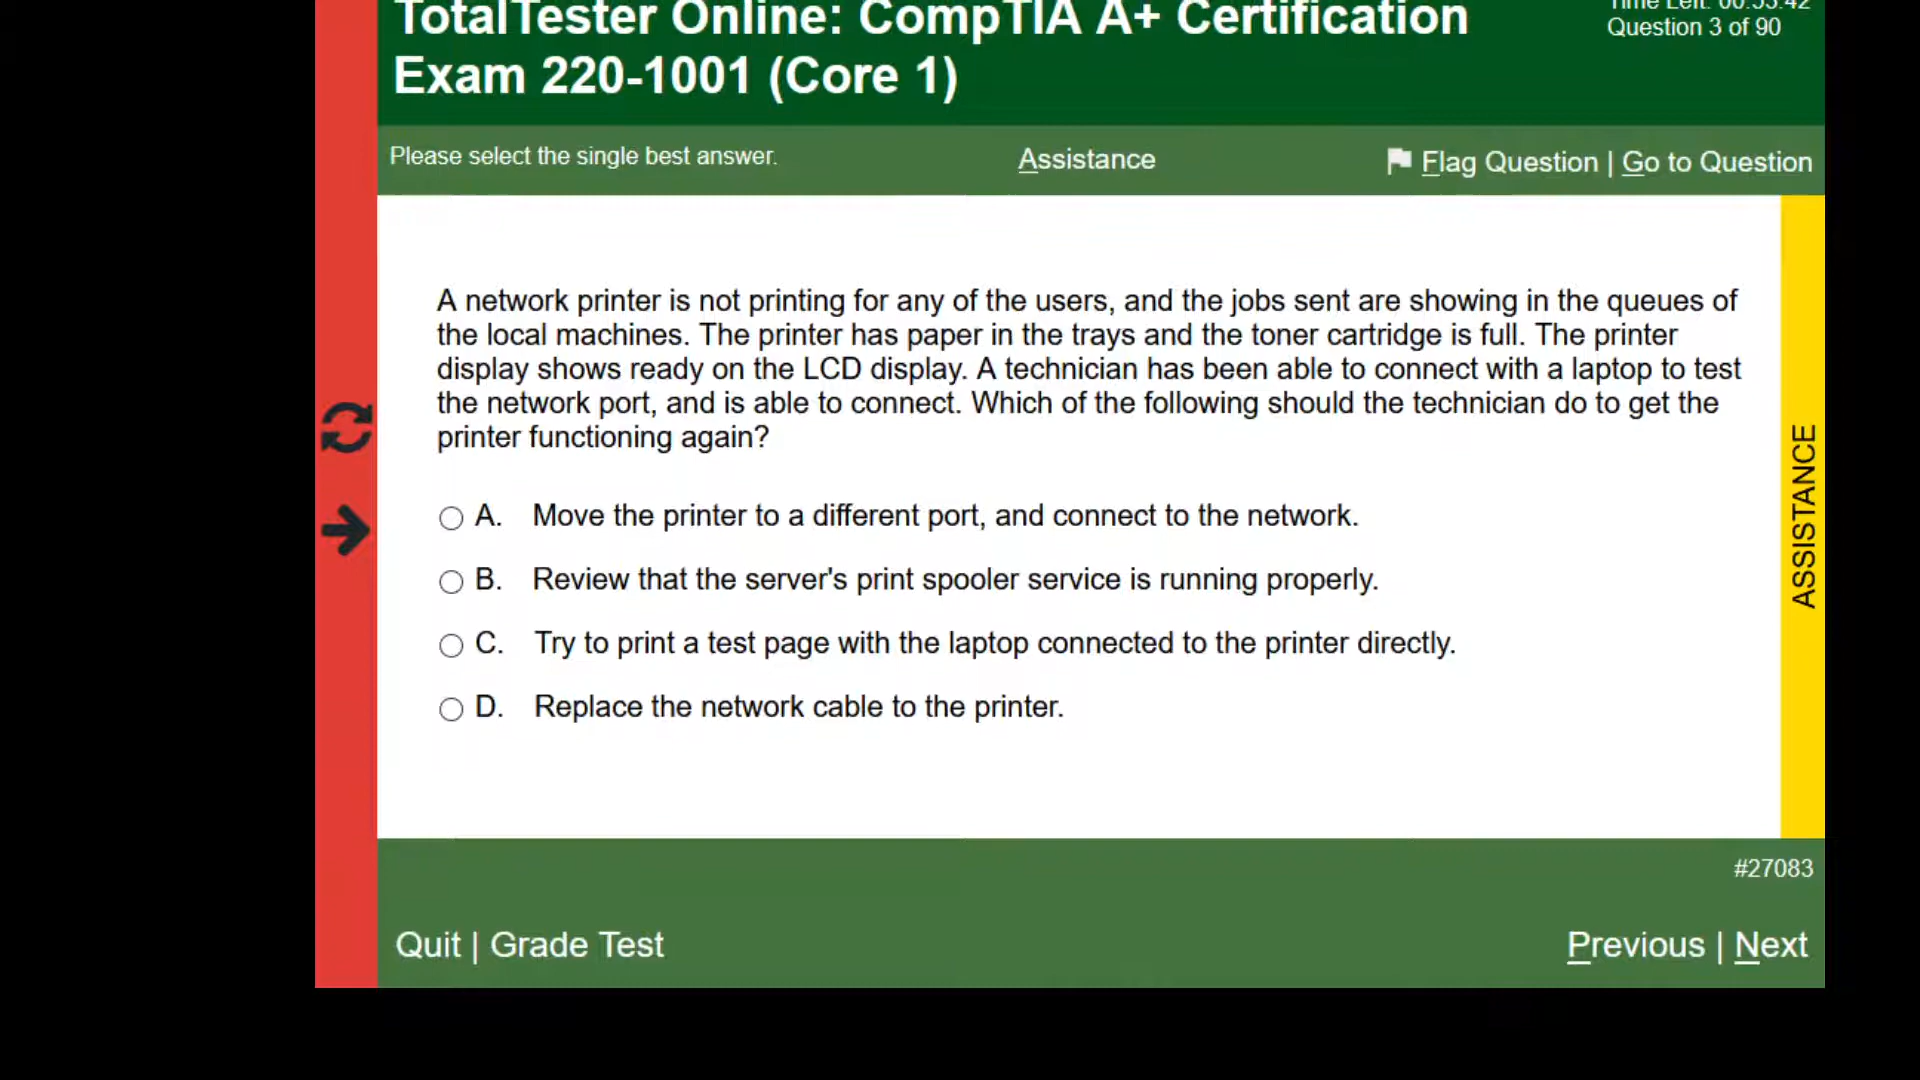 TotalTester Online: CompTIA A+ Certification
Exam 220-1001 (Core 1)
Time Left: 00:53:42
Question 3 of 90
Please select the single best answer.
Assistance
Flag Question | Go to Question
A network printer is not printing for any of the users, and the jobs sent are showing in the queues of
the local machines. The printer has paper in the trays and the toner cartridge is full. The printer
display shows ready on the LCD display. A technician has been able to connect with a laptop to test
the network port, and is able to connect. Which of the following should the technician do to get the
printer functioning again?
A. Move the printer to a different port, and connect to the network.
B. Review that the server's print spooler service is running properly.
C. Try to print a test page with the laptop connected to the printer directly.
D. Replace the network cable to the printer.
ASSISTANCE
#27083
Quit | Grade Test
Previous | Next